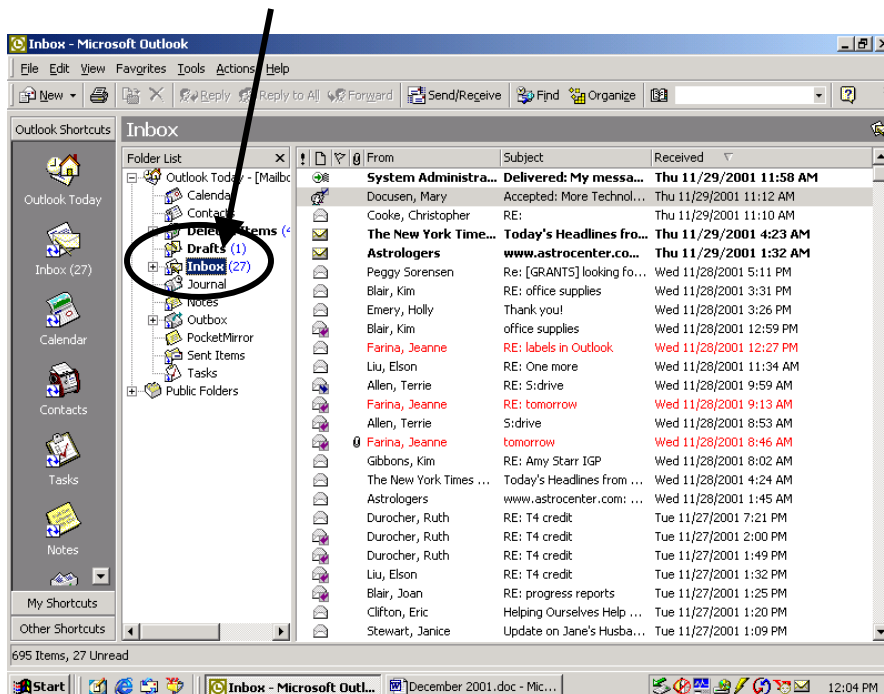 Inbox - Microsoft Outlook
File Edit View Favorites Tools Actions Help
New Reply Reply to All Forward Send/Receive Find Organize
Outlook Shortcuts Inbox
Folder List x ! From Subject Received
Outlook Today - [Mailbo
Calendar
Contacts
Deleted Items (4
Drafts (1)
Inbox (27)
Journal
Notes
Outbox
PocketMirror
Sent Items
Tasks
Public Folders
Outlook Today
Inbox (27)
Calendar
Contacts
Tasks
Notes
My Shortcuts
Other Shortcuts
System Administra... Delivered: My messa... Thu 11/29/2001 11:58 AM
Docusen, Mary Accepted: More Technol... Thu 11/29/2001 11:12 AM
Cooke, Christopher RE: Thu 11/29/2001 11:10 AM
The New York Time... Today's Headlines fro... Thu 11/29/2001 4:23 AM
Astrologers www.astrocenter.co... Thu 11/29/2001 1:32 AM
Peggy Sorensen Re: [GRANTS] looking fo... Wed 11/28/2001 5:11 PM
Blair, Kim RE: office supplies Wed 11/28/2001 3:31 PM
Emery, Holly Thank you! Wed 11/28/2001 3:26 PM
Blair, Kim office supplies Wed 11/28/2001 12:59 PM
Farina, Jeanne RE: labels in Outlook Wed 11/28/2001 12:27 PM
Liu, Elson RE: One more Wed 11/28/2001 11:34 AM
Allen, Terrie RE: S:drive Wed 11/28/2001 9:59 AM
Farina, Jeanne RE: tomorrow Wed 11/28/2001 9:13 AM
Allen, Terrie S:drive Wed 11/28/2001 8:53 AM
Farina, Jeanne tomorrow Wed 11/28/2001 8:46 AM
Gibbons, Kim RE: Amy Starr IGP Wed 11/28/2001 8:02 AM
The New York Times ... Today's Headlines from ... Wed 11/28/2001 4:24 AM
Astrologers www.astrocenter.com: ... Wed 11/28/2001 1:45 AM
Durocher, Ruth RE: T4 credit Tue 11/27/2001 7:21 PM
Durocher, Ruth RE: T4 credit Tue 11/27/2001 2:00 PM
Durocher, Ruth RE: T4 credit Tue 11/27/2001 1:49 PM
Liu, Elson RE: T4 credit Tue 11/27/2001 1:32 PM
Blair, Joan RE: progress reports Tue 11/27/2001 1:25 PM
Clifton, Eric Helping Ourselves Help ... Tue 11/27/2001 1:20 PM
Stewart, Janice Update on Jane's Husba... Tue 11/27/2001 1:09 PM
695 Items, 27 Unread
Start Inbox - Microsoft Outl... December 2001.doc - Mic... 12:04 PM